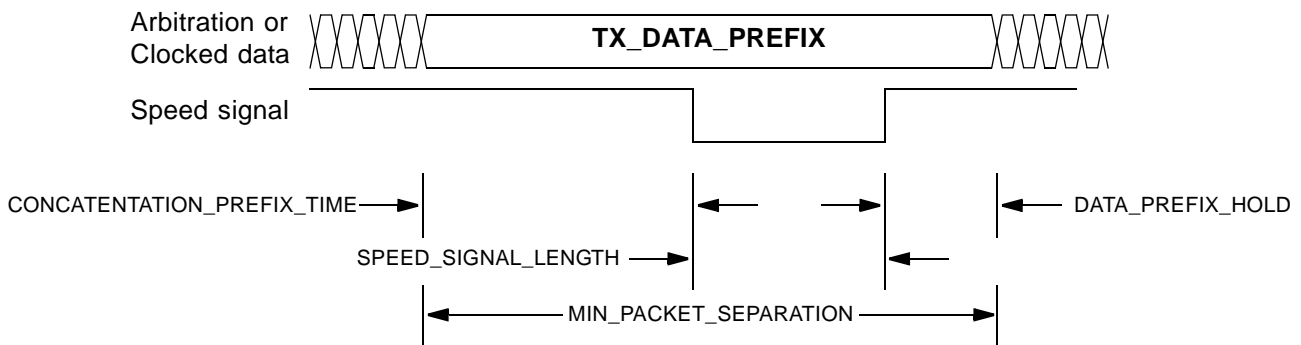 Arbitration or
Clocked data
TX_DATA_PREFIX
Speed signal
CONCATENTATION_PREFIX_TIME
DATA_PREFIX_HOLD
SPEED_SIGNAL_LENGTH
MIN_PACKET_SEPARATION